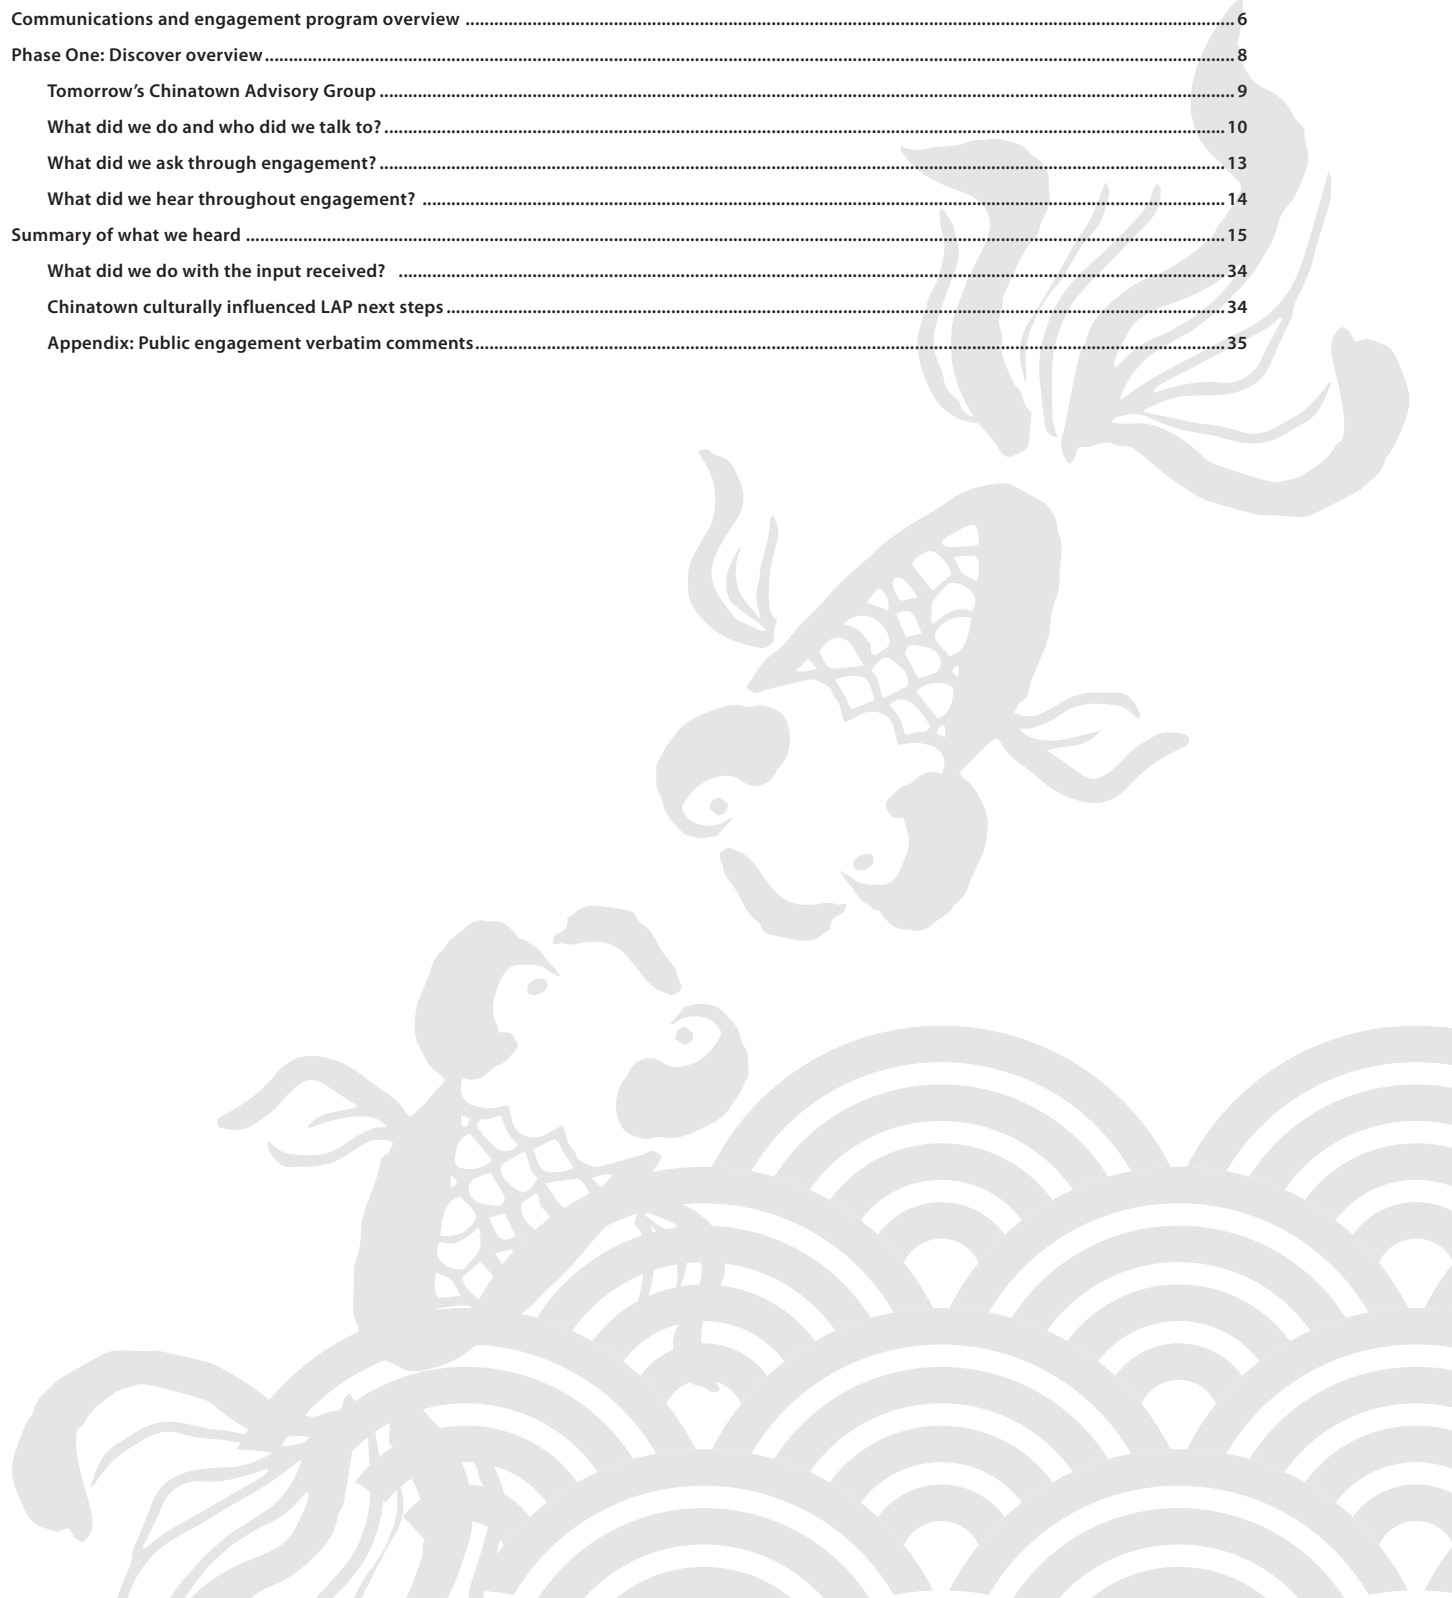 Communications and engagement program overview ........ 6
Phase One: Discover overview ........ 8
Tomorrow's Chinatown Advisory Group ........ 9
What did we do and who did we talk to? ........ 10
What did we ask through engagement? ........ 13
What did we hear throughout engagement? ........ 14
Summary of what we heard ........ 15
What did we do with the input received? ........ 34
Chinatown culturally influenced LAP next steps ........ 34
Appendix: Public engagement verbatim comments ........ 35